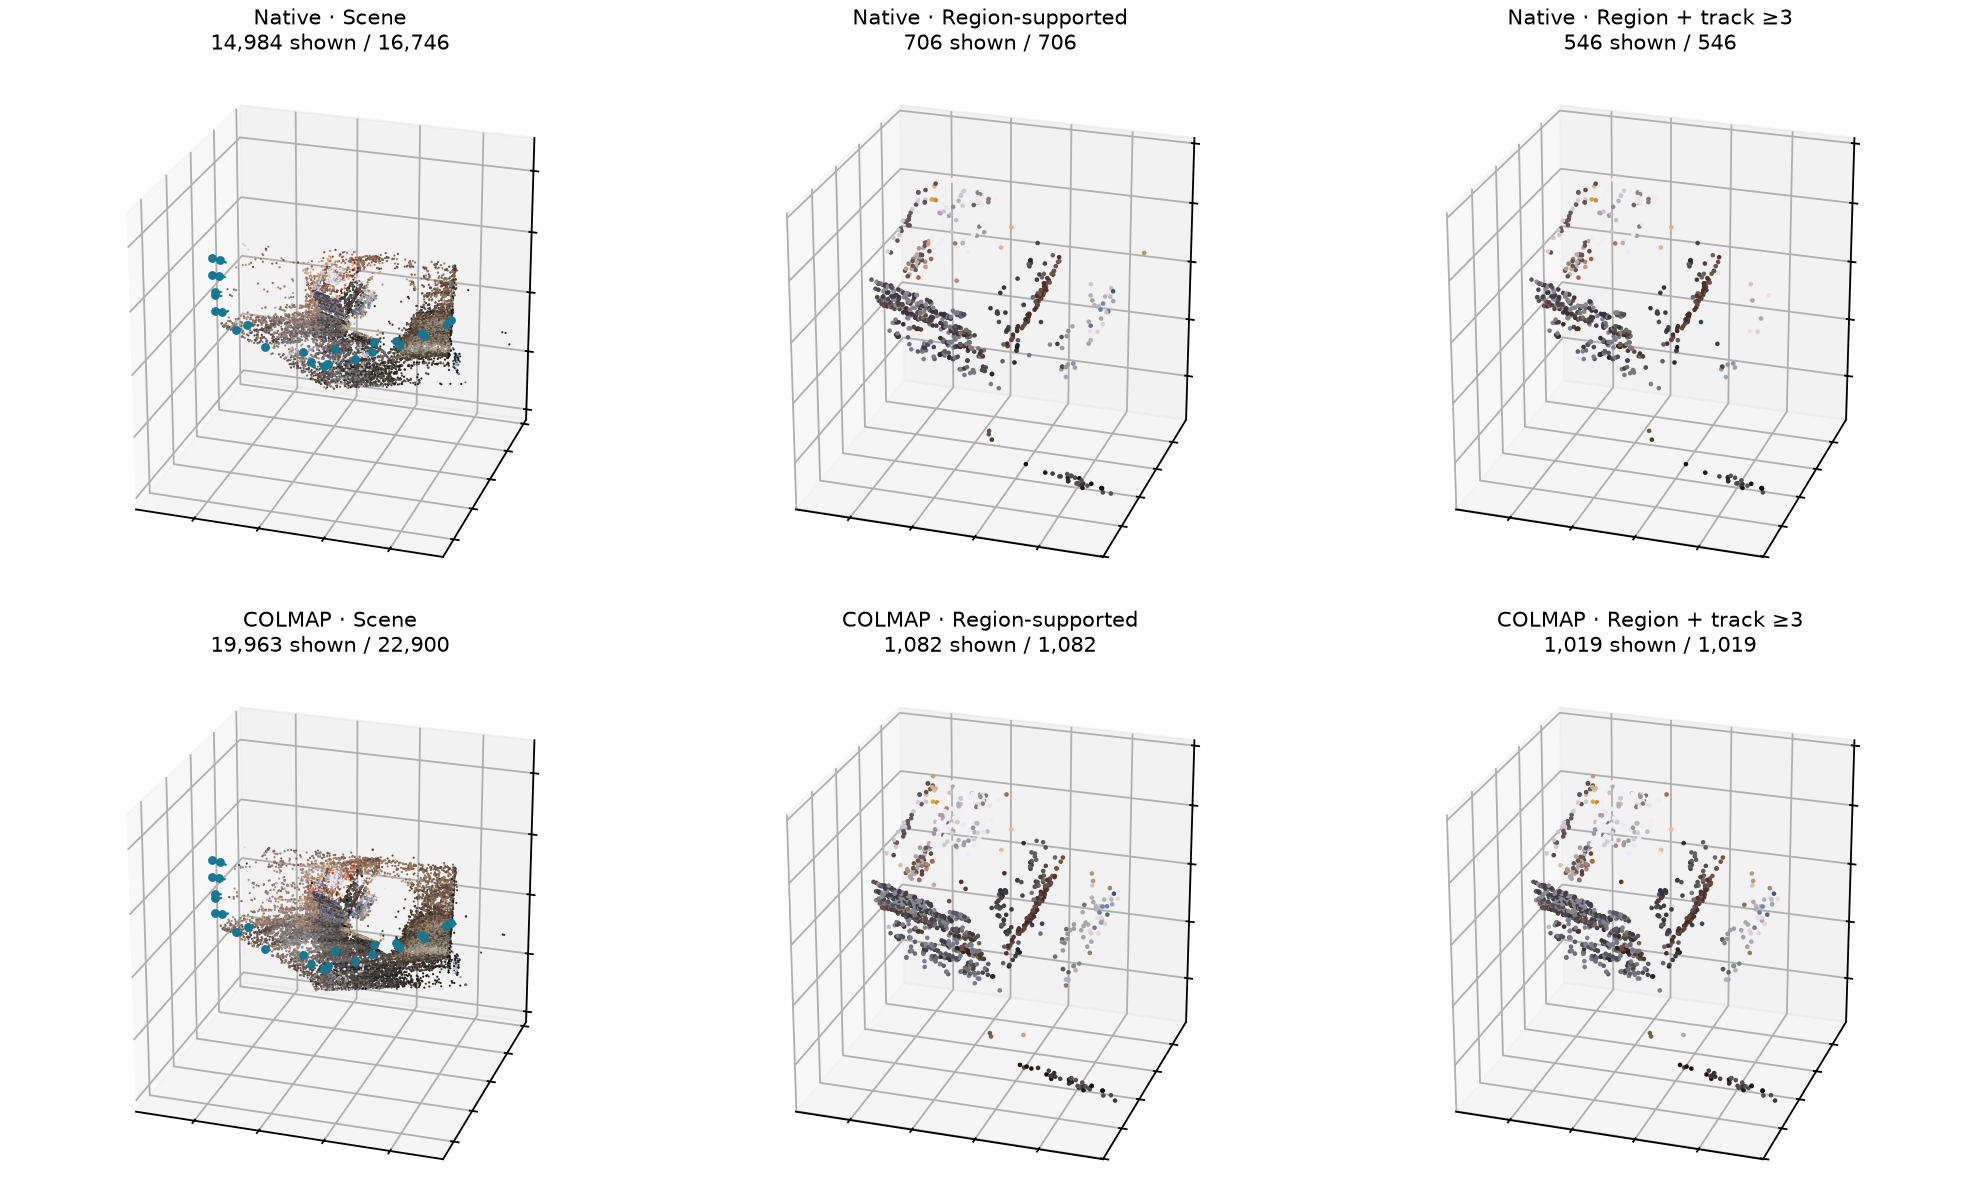 Native · Scene
14,984 shown / 16,746
Native · Region-supported
706 shown / 706
Native · Region + track ≥3
546 shown / 546
COLMAP · Scene
19,963 shown / 22,900
COLMAP · Region-supported
1,082 shown / 1,082
COLMAP · Region + track ≥3
1,019 shown / 1,019